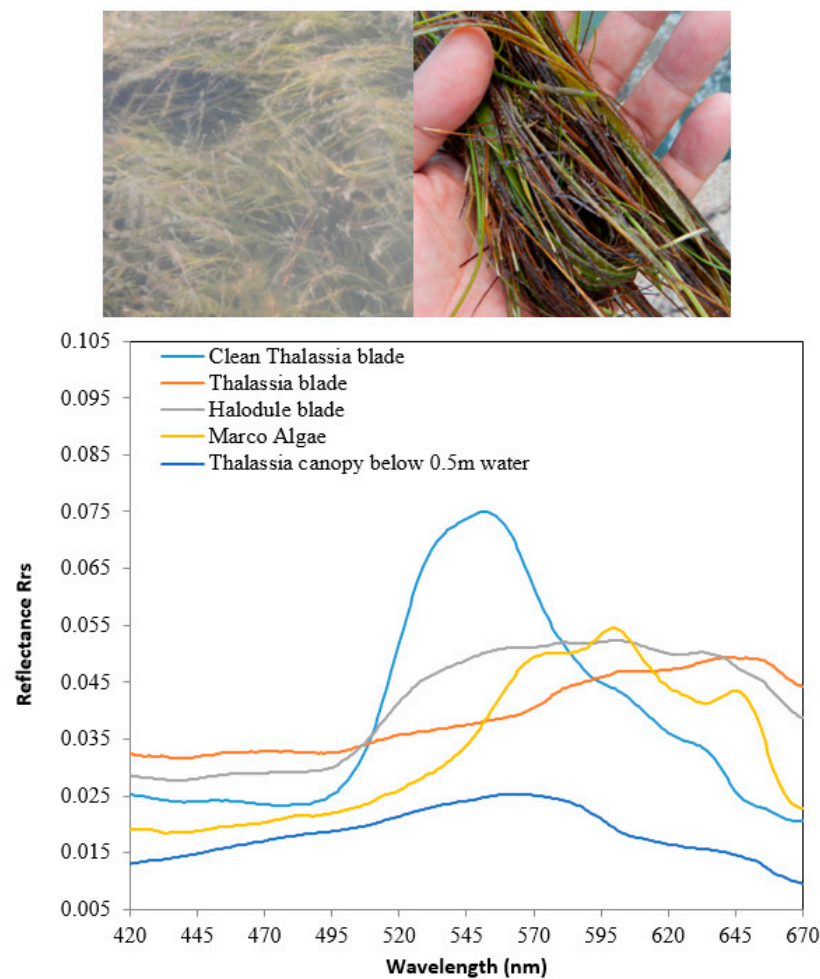 0.105
0.095
0.085
0.075
0.065
0.055
0.045
0.035
0.025
0.015
0.005
Reflectance Rrs
Clean Thalassia blade
Thalassia blade
Halodule blade
Marco Algae
Thalassia canopy below 0.5m water
420 445 470 495 520 545 570 595 620 645 670
Wavelength (nm)